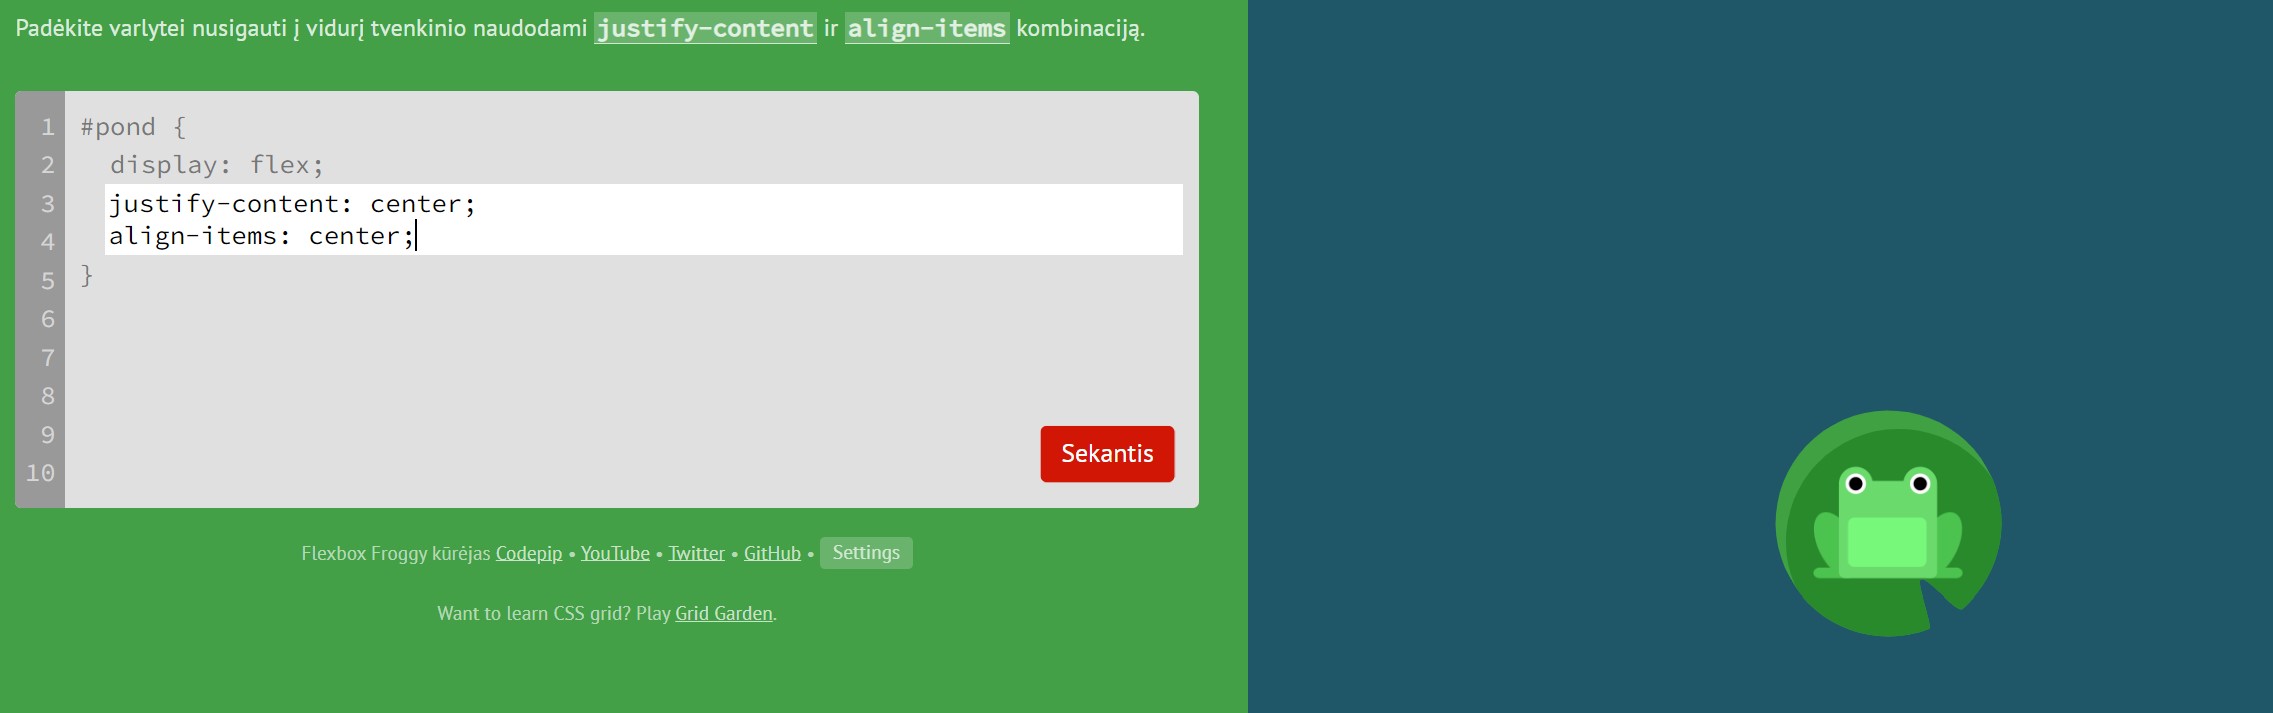 Padėkite varlytei nusigauti į vidurį tvenkinio naudodami justify-content ir align-items kombinaciją.
1 #pond {
2 display: flex;
3 justify-content: center;
4 align-items: center;
5 }
6
7
8
9
10
Sekantis
Flexbox Froggy kūrėjas Codepip • YouTube • Twitter • GitHub • Settings
Want to learn CSS grid? Play Grid Garden.